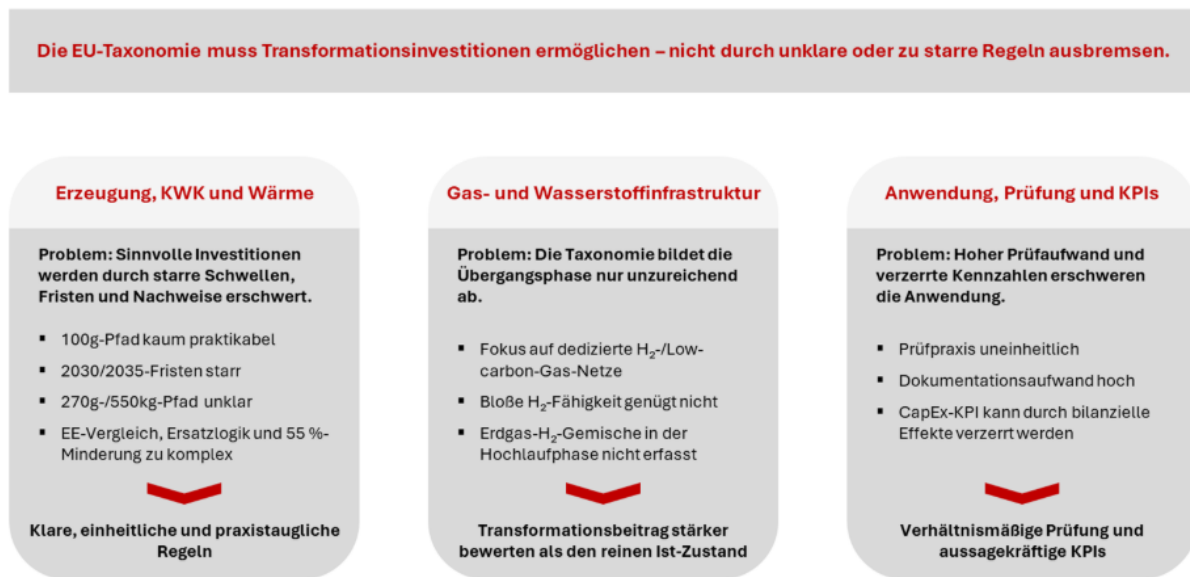 Die EU-Taxonomie muss Transformationsinvestitionen ermöglichen – nicht durch unklare oder zu starre Regeln ausbremsen.
Erzeugung, KWK und Wärme
Problem: Sinnvolle Investitionen
werden durch starre Schwellen,
Fristen und Nachweise erschwert.
▪ 100g-Pfad kaum praktikabel
▪ 2030/2035-Fristen starr
▪ 270g-/550kg-Pfad unklar
▪ EE-Vergleich, Ersatzlogik und 55 %-
Minderung zu komplex
Klare, einheitliche und praxistaugliche
Regeln
Gas- und Wasserstoffinfrastruktur
Problem: Die Taxonomie bildet die
Übergangsphase nur unzureichend
ab.
▪ Fokus auf dedizierte H₂-/Low-
carbon-Gas-Netze
▪ Bloße H₂-Fähigkeit genügt nicht
▪ Erdgas-H₂-Gemische in der
Hochlaufphase nicht erfasst
Transformationsbeitrag stärker
bewerten als den reinen Ist-Zustand
Anwendung, Prüfung und KPIs
Problem: Hoher Prüfaufwand und
verzerrte Kennzahlen erschweren
die Anwendung.
▪ Prüfpraxis uneinheitlich
▪ Dokumentationsaufwand hoch
▪ CapEx-KPI kann durch bilanzielle
Effekte verzerrt werden
Verhältnismäßige Prüfung und
aussagekräftige KPIs